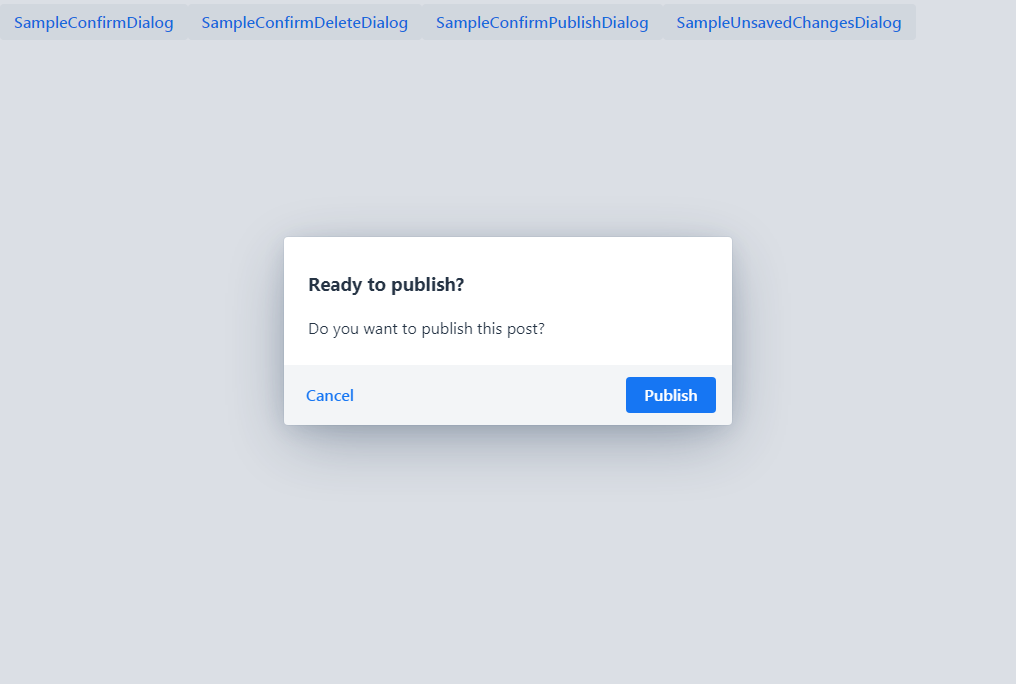 SampleConfirmDialog SampleConfirmDeleteDialog SampleConfirmPublishDialog SampleUnsavedChangesDialog
Ready to publish?
Do you want to publish this post?
Cancel Publish